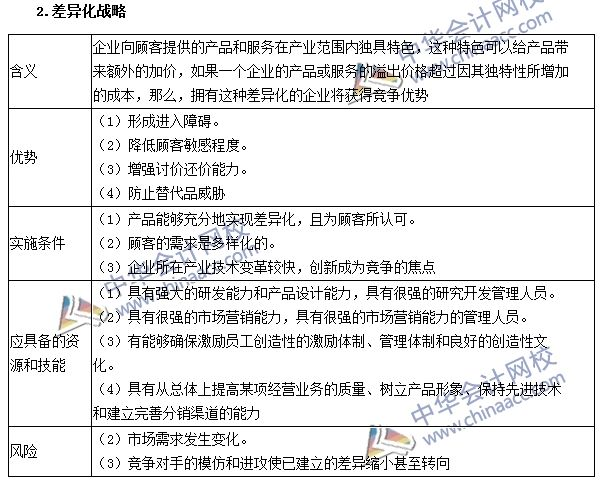 2.差异化战略
含义
企业向顾客提供的产品和服务在产业范围内独具特色，这种特色可以给产品带
来额外的加价，如果一个企业的产品或服务的溢出价格超过因其独特性所增加
的成本，那么，拥有这种差异化的企业将获得竞争优势
优势
（1）形成进入障碍。
（2）降低顾客敏感程度。
（3）增强讨价还价能力。
（4）防止替代品威胁
实施条件
（1）产品能够充分地实现差异化，且为顾客所认可。
（2）顾客的需求是多样化的。
（3）企业所在产业技术变革较快，创新成为竞争的焦点
应具备的资
源和技能
（1）具有强大的研发能力和产品设计能力，具有很强的研究开发管理人员。
（2）具有很强的市场营销能力，具有很强的市场营销能力的管理人员。
（3）有能够确保激励员工创造性的激励体制、管理体制和良好的创造性文
化。
（4）具有从总体上提高某项经营业务的质量、树立产品形象、保持先进技术
和建立完善分销渠道的能力
风险
（2）市场需求发生变化。
（3）竞争对手的模仿和进攻使已建立的差异缩小甚至转向
中华会计网校
www.chinaacc.com
中华会计网校
www.chinaacc.com
中华会计网校
www.chinaacc.com